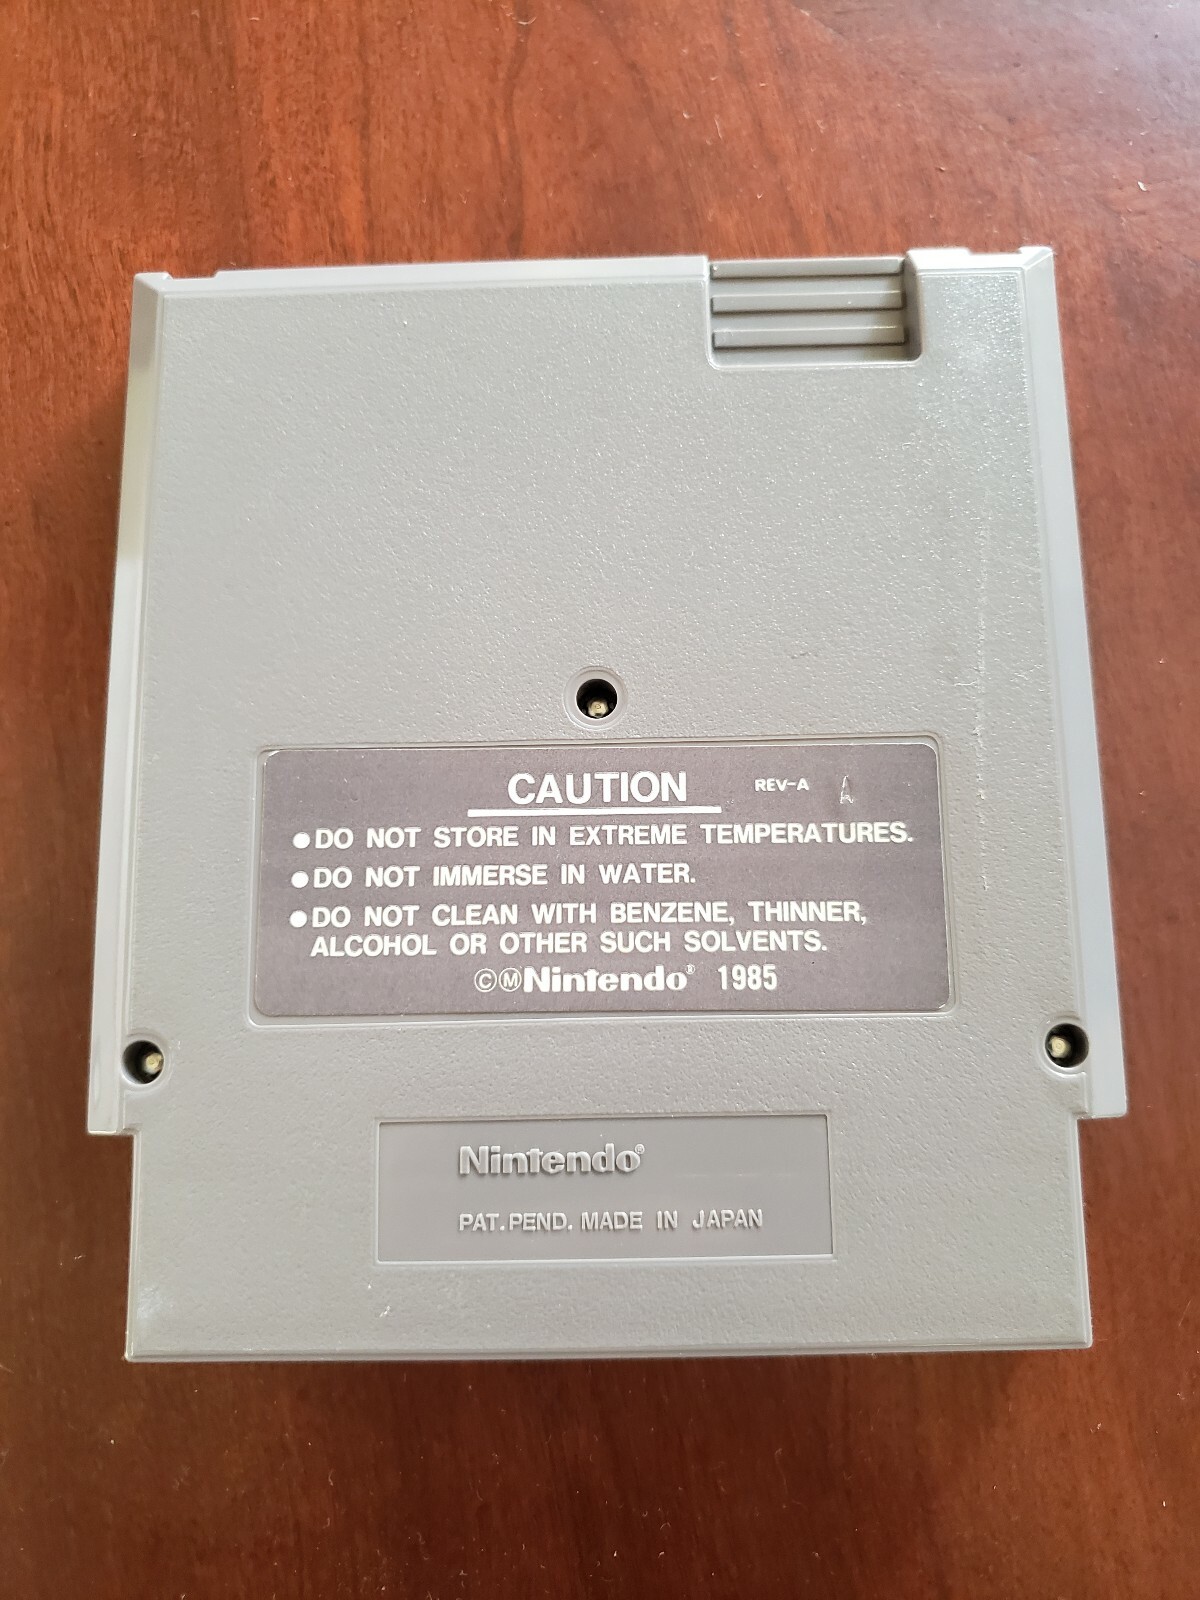 CAUTION REV-A A
●DO NOT STORE IN EXTREME TEMPERATURES.
●DO NOT IMMERSE IN WATER.
●DO NOT CLEAN WITH BENZENE, THINNER,
ALCOHOL OR OTHER SUCH SOLVENTS.
©ⓂNintendo® 1985
Nintendo®
PAT.PEND. MADE IN JAPAN